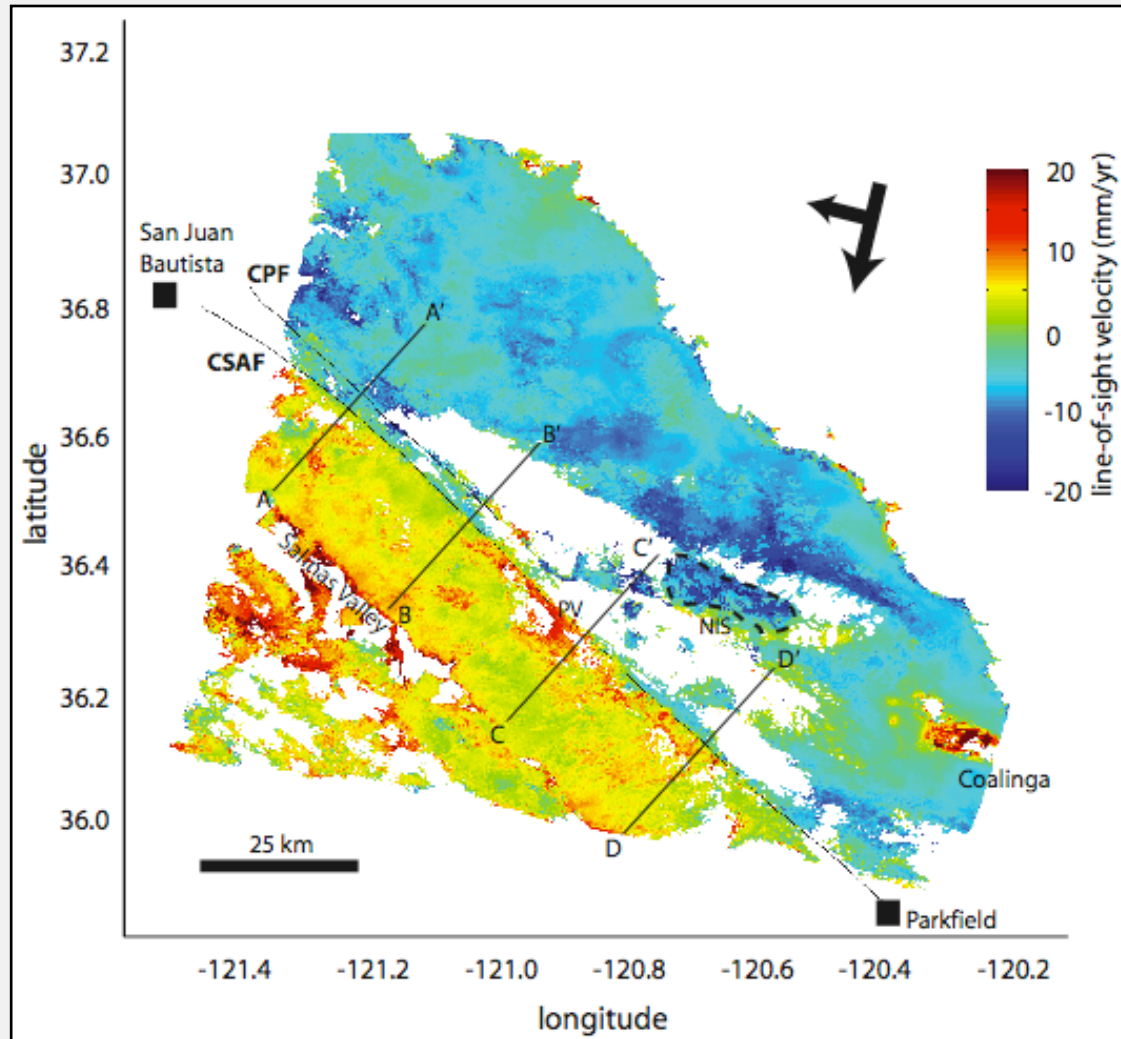 37.2
37.0
36.8
36.6
36.4
36.2
36.0
latitude
San Juan
Bautista
CPF
CSAF
A'
B'
C'
D'
A
B
C
D
Salinas Valley
PV
NIS
Coalinga
Parkfield
25 km
20
10
0
-10
-20
line-of-sight velocity (mm/yr)
-121.4
-121.2
-121.0
-120.8
-120.6
-120.4
-120.2
longitude